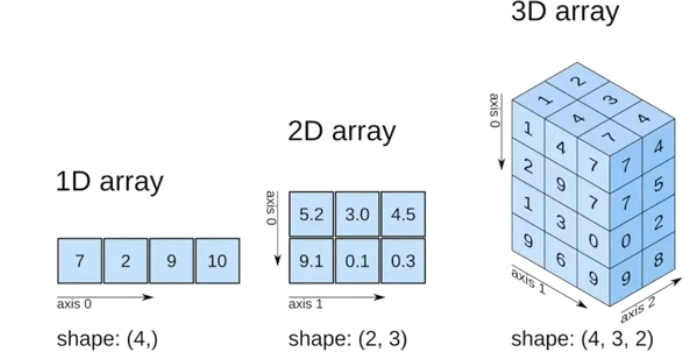 1D array
7 2 9 10
axis 0
shape: (4,)
2D array
axis 0
5.2 3.0 4.5
9.1 0.1 0.3
axis 1
shape: (2, 3)
3D array
axis 0
2
1 3
4 4
7
1 4 7
2 9 7
1 3 0
9 6 9
7 4
7 5
0 2
9 8
axis 1
axis 2
shape: (4, 3, 2)